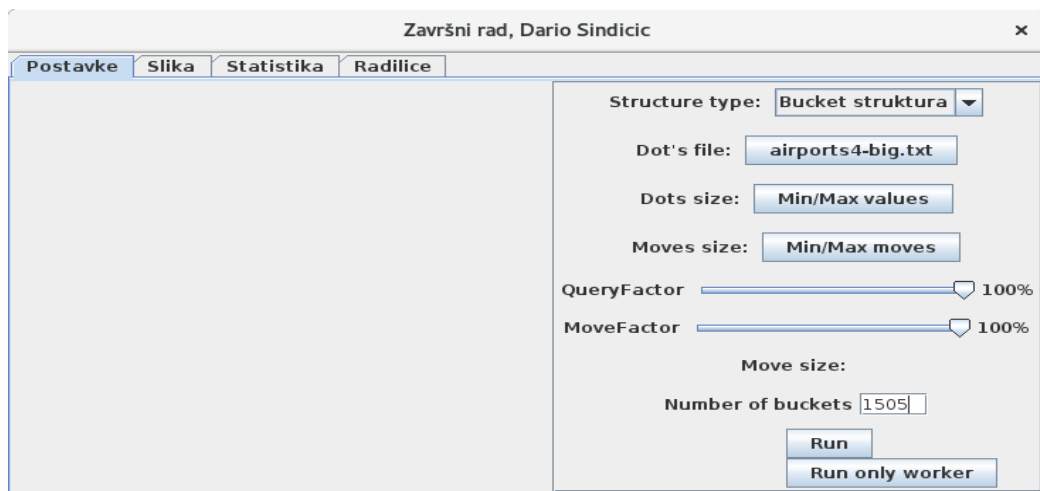 Završni rad, Dario Sindicic ×
Postavke Slika Statistika Radilice
Structure type: Bucket struktura
Dot's file: airports4-big.txt
Dots size: Min/Max values
Moves size: Min/Max moves
QueryFactor 100%
MoveFactor 100%
Move size:
Number of buckets 1505
Run
Run only worker